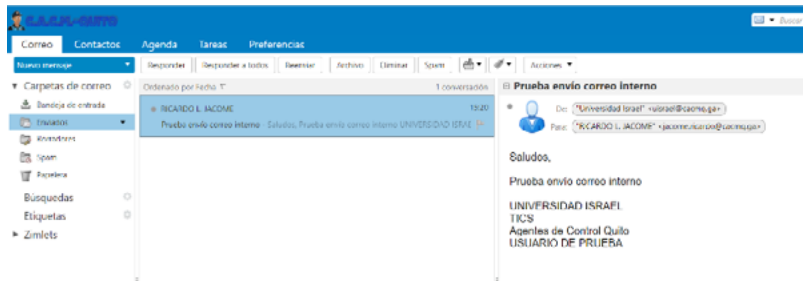 C.A.C.M.-QUITO
Buscar
Correo Contactos Agenda Tareas Preferencias
Nuevo mensaje Responder Responder a todos Reenviar Archivo Eliminar Spam Acciones
Carpetas de correo Ordenado por Fecha 1 conversación Prueba envío correo interno
Bandeja de entrada
Enviados
Borradores
Spam
Papelera
Búsquedas
Etiquetas
Zimlets
RICARDO L. JACOME 15:20
Prueba envío correo interno - Saludos, Prueba envío correo interno UNIVERSIDAD ISRAE
De: "Universidad Israel"
Para: "RICARDO L. JACOME"
Saludos,
Prueba envío correo interno
UNIVERSIDAD ISRAEL
TICS
Agentes de Control Quito
USUARIO DE PRUEBA